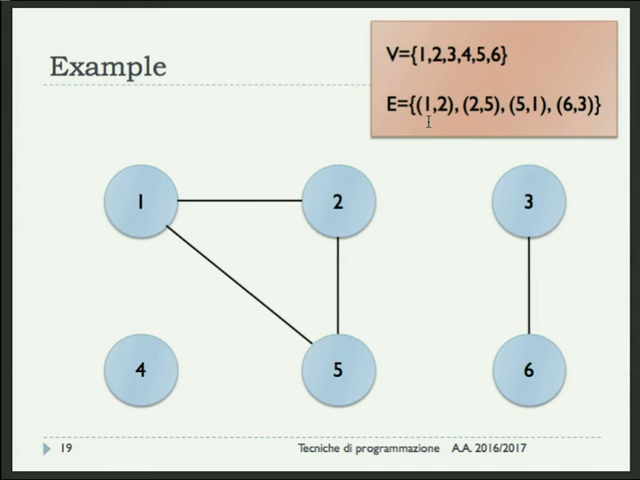 Example
V={1,2,3,4,5,6}
E={(1,2), (2,5), (5,1), (6,3)}
1
2
3
4
5
6
19
Tecniche di programmazione A.A. 2016/2017